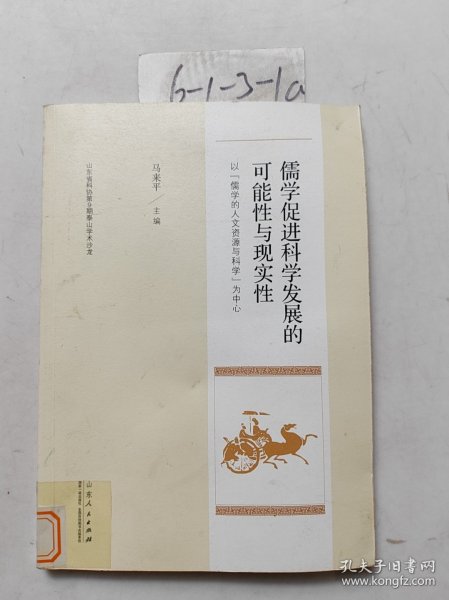 6-1-3-1a
儒学促进科学发展的
可能性与现实性
以「儒学的人文资源与科学」为中心
马来平／主编
山东省科协第9期泰山学术沙龙
山东人民出版社
孔夫子旧书网
www.kongfz.com